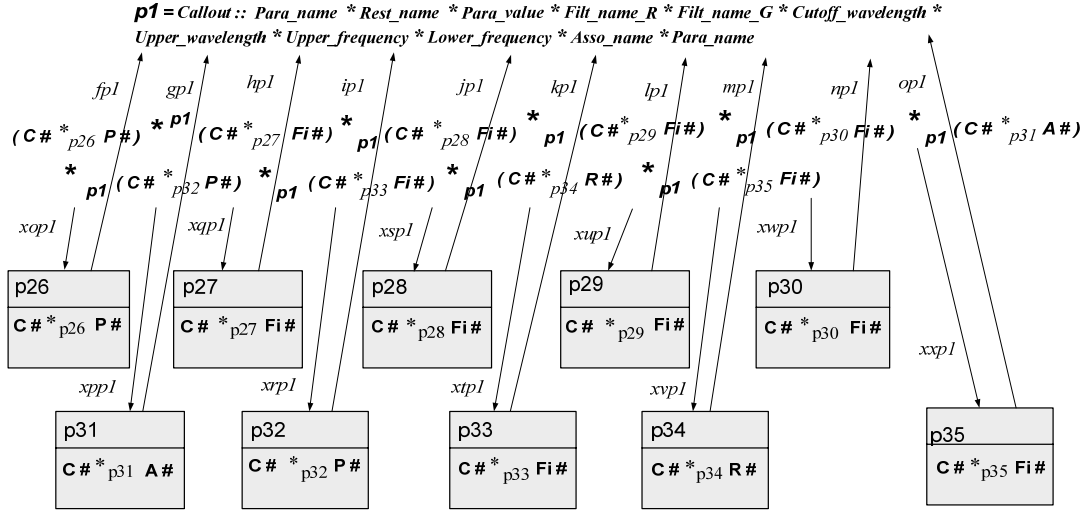 p1 = Callout :: Para_name * Rest_name * Para_value * Filt_name_R * Filt_name_G * Cutoff_wavelength *
Upper_wavelength * Upper_frequency * Lower_frequency * Asso_name * Para_name
fp1 gp1 hp1 ip1 jp1 kp1 lp1 mp1 np1 op1
(C# *p26 P#) * p1 (C# *p27 Fi#) * p1 (C# *p28 Fi#) * p1 (C# *p29 Fi#) * p1 (C# *p30 Fi#) * p1 (C# *p31 A#)
* p1 (C# *p32 P#) * p1 (C# *p33 Fi#) * p1 (C# *p34 R#) * p1 (C# *p35 Fi#)
xop1 xqp1 xsp1 xup1 xwp1
p26 p27 p28 p29 p30
C# *p26 P# C# *p27 Fi# C# *p28 Fi# C# *p29 Fi# C# *p30 Fi#
xpp1 xrp1 xtp1 xvp1 xxp1
p31 p32 p33 p34 p35
C# *p31 A# C# *p32 P# C# *p33 Fi# C# *p34 R# C# *p35 Fi#